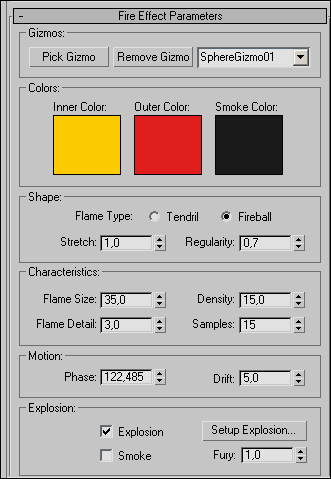 - Fire Effect Parameters
Gizmos:
Pick Gizmo Remove Gizmo SphereGizmo01
Colors:
Inner Color: Outer Color: Smoke Color:
Shape:
Flame Type: Tendril Fireball
Stretch: 1,0 Regularity: 0,7
Characteristics:
Flame Size: 35,0 Density: 15,0
Flame Detail: 3,0 Samples: 15
Motion:
Phase: 122,485 Drift: 5,0
Explosion:
Explosion Setup Explosion...
Smoke Fury: 1,0